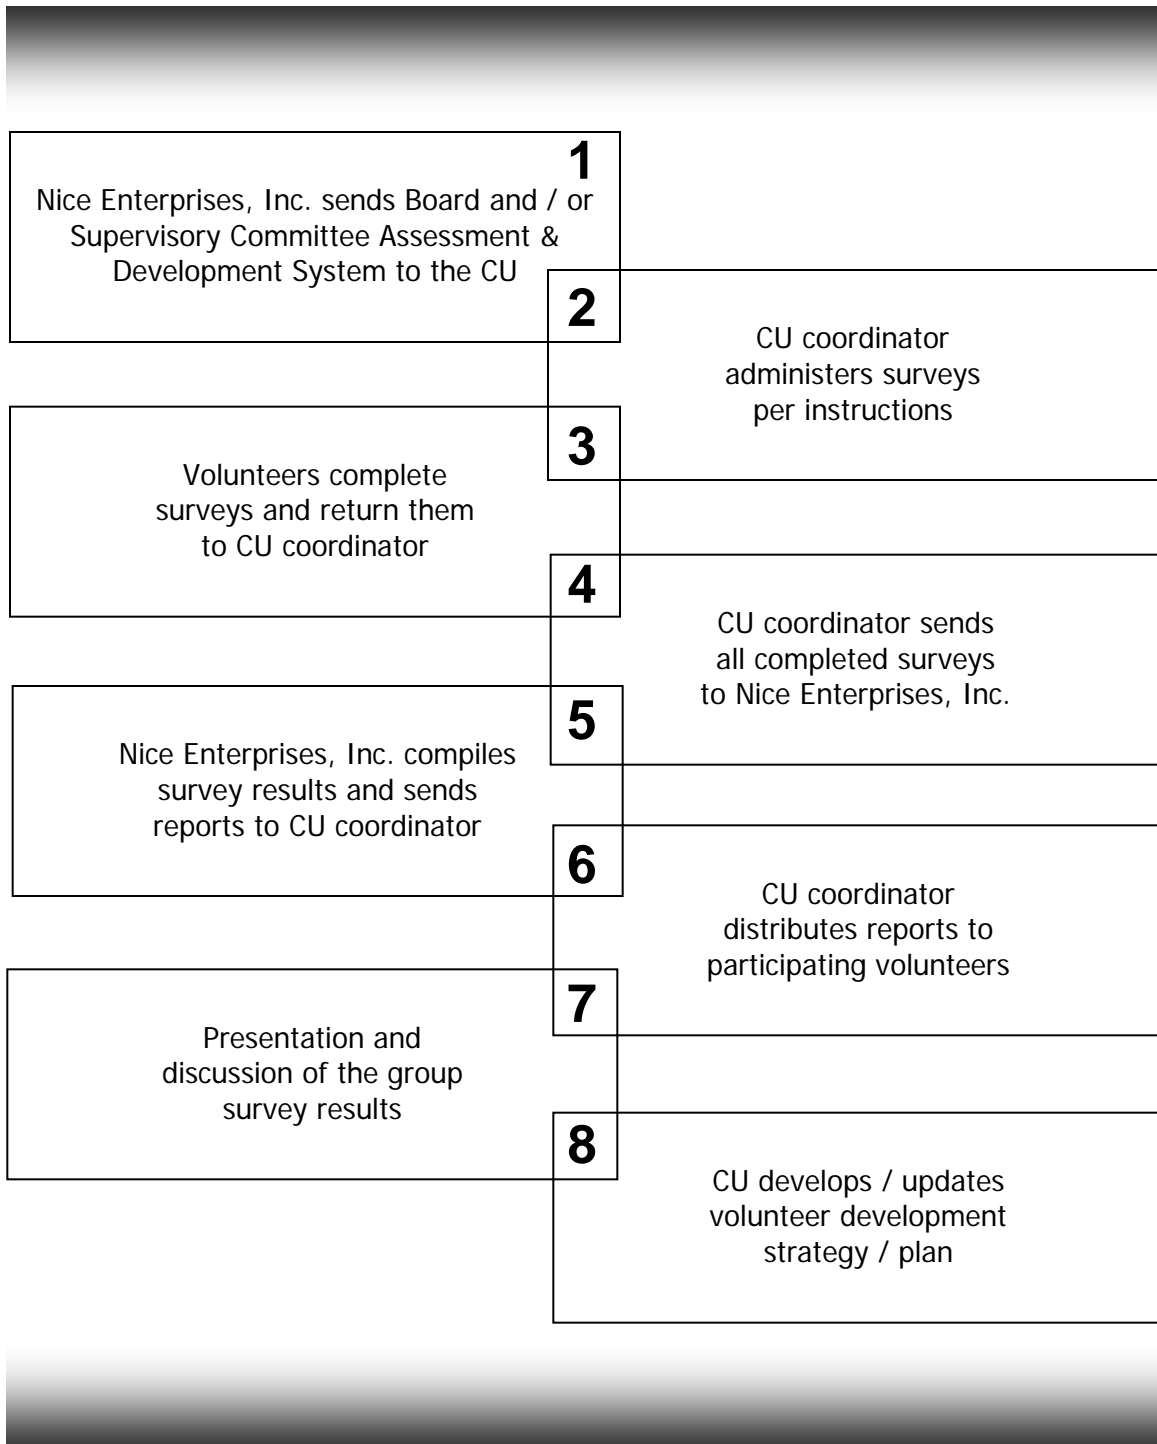 1
Nice Enterprises, Inc. sends Board and / or
Supervisory Committee Assessment &
Development System to the CU
2
CU coordinator
administers surveys
per instructions
3
Volunteers complete
surveys and return them
to CU coordinator
4
CU coordinator sends
all completed surveys
to Nice Enterprises, Inc.
5
Nice Enterprises, Inc. compiles
survey results and sends
reports to CU coordinator
6
CU coordinator
distributes reports to
participating volunteers
7
Presentation and
discussion of the group
survey results
8
CU develops / updates
volunteer development
strategy / plan